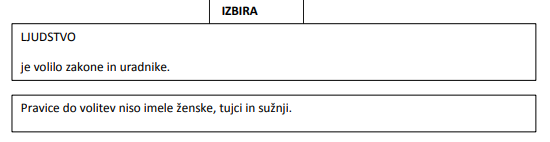 IZBIRA
LJUDSTVO
je volilo zakone in uradnike.
Pravice do volitev niso imele ženske, tujci in sužnji.